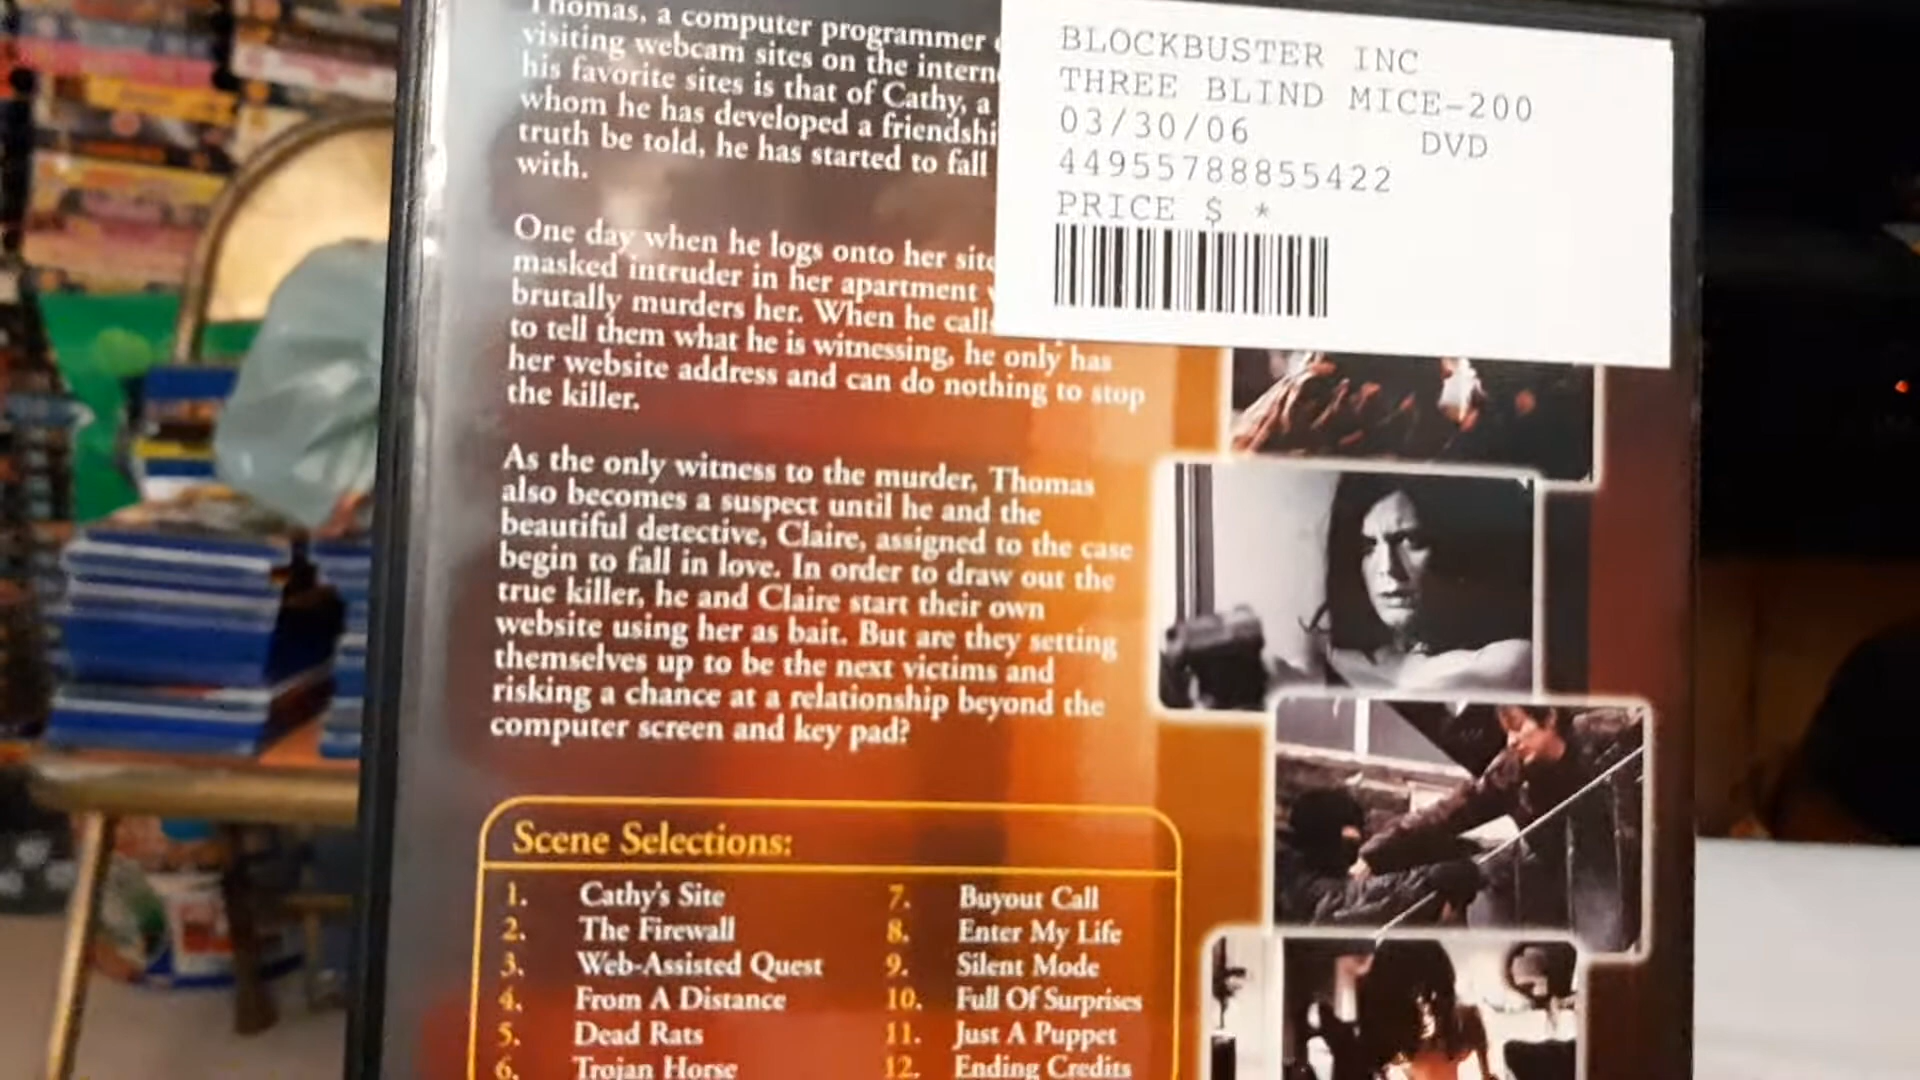 Thomas, a computer programmer
visiting webcam sites on the intern
his favorite sites is that of Cathy, a
whom he has developed a friendshi
truth be told, he has started to fall
with.
One day when he logs onto her site
masked intruder in her apartment
brutally murders her. When he calls
to tell them what he is witnessing, he only has
her website address and can do nothing to stop
the killer.
As the only witness to the murder, Thomas
also becomes a suspect until he and the
beautiful detective, Claire, assigned to the case
begin to fall in love. In order to draw out the
true killer, he and Claire start their own
website using her as bait. But are they setting
themselves up to be the next victims and
risking a chance at a relationship beyond the
computer screen and key pad?
BLOCKBUSTER INC
THREE BLIND MICE-200
03/30/06 DVD
44955788855422
PRICE $ *
Scene Selections:
1. Cathy's Site
2. The Firewall
3. Web-Assisted Quest
4. From A Distance
5. Dead Rats
6. Trojan Horse
7. Buyout Call
8. Enter My Life
9. Silent Mode
10. Full Of Surprises
11. Just A Puppet
12. Ending Credits